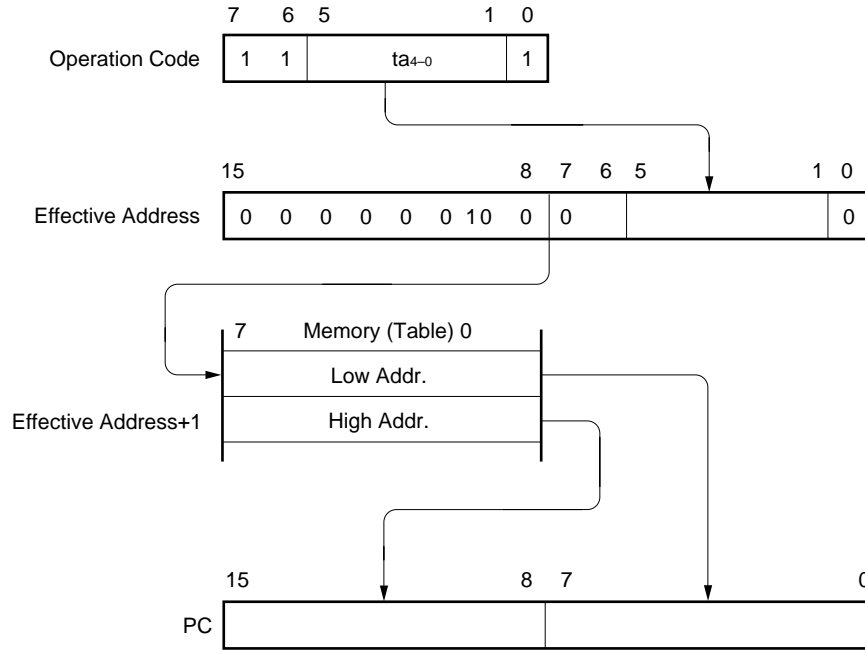 7 6 5 1 0
Operation Code 1 1 ta4–0 1
15 8 7 6 5 1 0
Effective Address 0 0 0 0 0 0 10 0 0 0
7 Memory (Table) 0
Low Addr.
Effective Address+1 High Addr.
15 8 7 0
PC